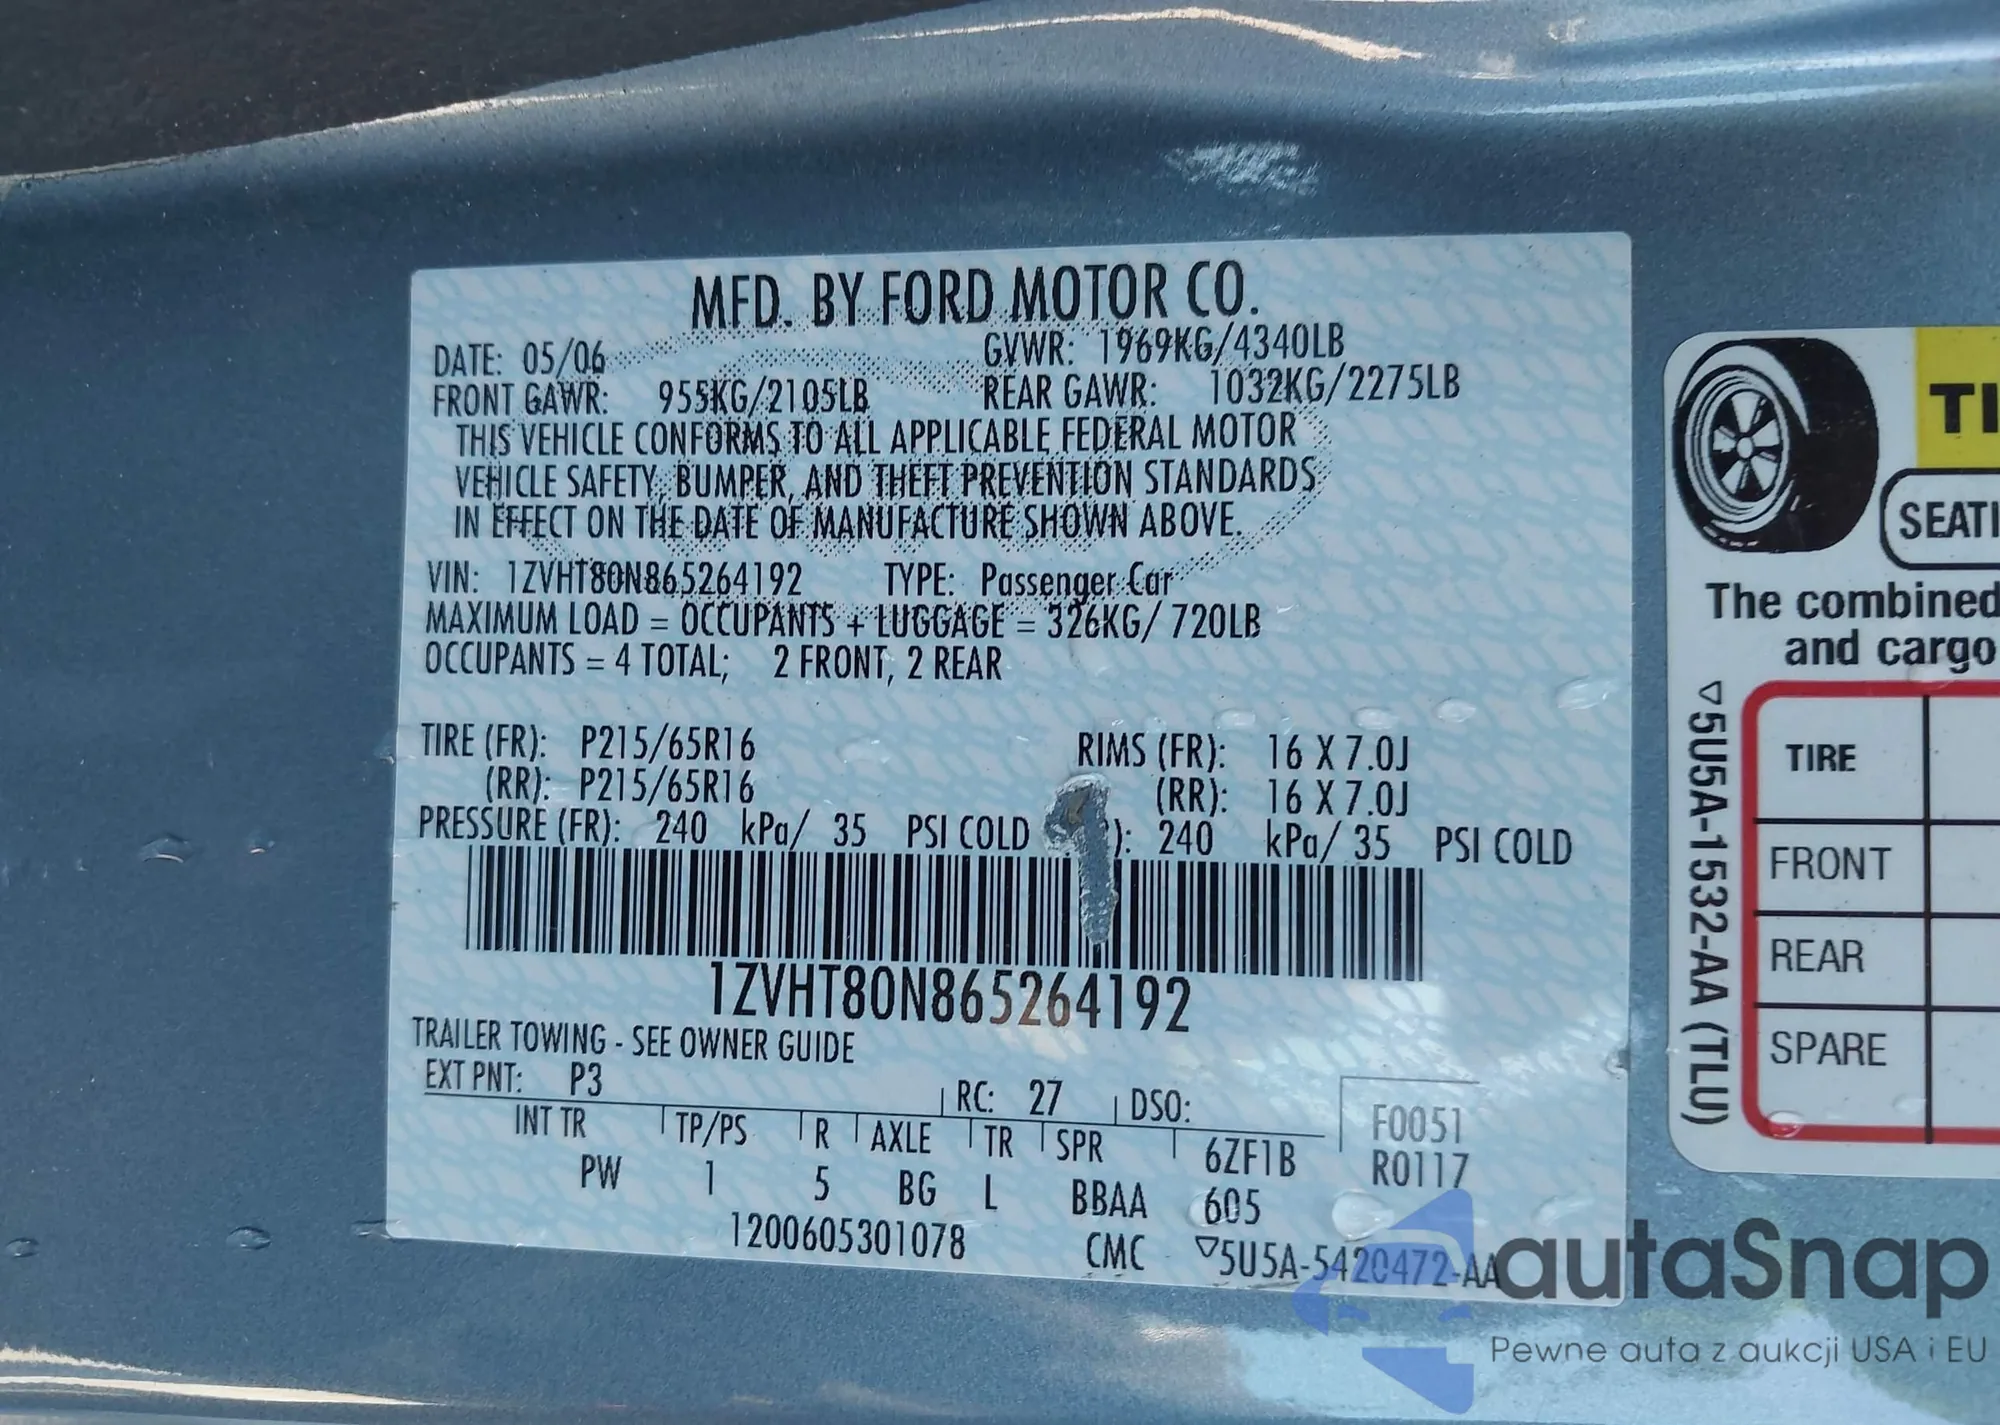 MFD. BY FORD MOTOR CO.
DATE: 05/06 GVWR: 1969KG/4340LB
FRONT GAWR: 955KG/2105LB REAR GAWR: 1032KG/2275LB
THIS VEHICLE CONFORMS TO ALL APPLICABLE FEDERAL MOTOR
VEHICLE SAFETY, BUMPER, AND THEFT PREVENTION STANDARDS
IN EFFECT ON THE DATE OF MANUFACTURE SHOWN ABOVE.
VIN: 1ZVHT80N865264192 TYPE: Passenger Car
MAXIMUM LOAD = OCCUPANTS + LUGGAGE = 326KG/ 720LB
OCCUPANTS = 4 TOTAL; 2 FRONT, 2 REAR
TIRE (FR): P215/65R16 RIMS (FR): 16 X 7.0J
(RR): P215/65R16 (RR): 16 X 7.0J
PRESSURE (FR): 240 kPa/ 35 PSI COLD ): 240 kPa/ 35 PSI COLD
1ZVHT80N865264192
TRAILER TOWING - SEE OWNER GUIDE
EXT PNT: P3 RC: 27 DSO: F0051
INT TR TP/PS R AXLE TR SPR 6ZF1B R0117
PW 1 5 BG L BBAA 605
1200605301078 CMC ▽5U5A-5420472-AA
TI
SEATI
The combined
and cargo
TIRE
FRONT
REAR
SPARE
▽5U5A-1532-AA (TLU)
autaSnap
Pewne auta z aukcji USA i EU